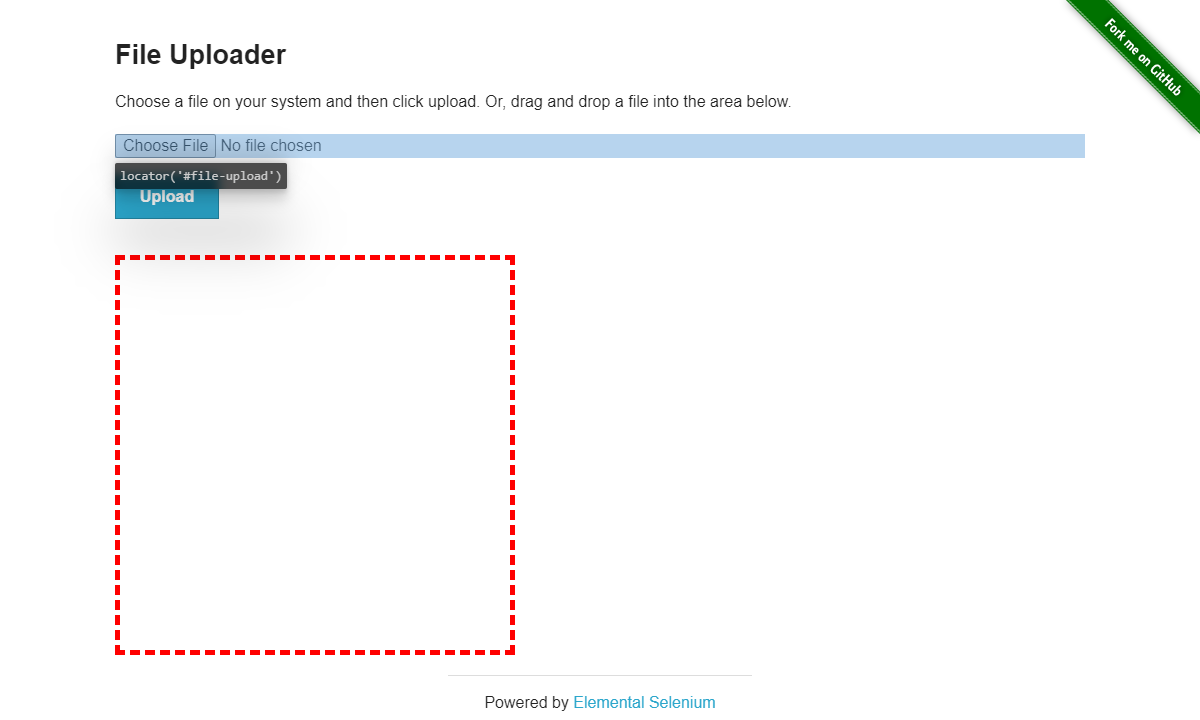 Fork me on GitHub
File Uploader
Choose a file on your system and then click upload. Or, drag and drop a file into the area below.
Choose File No file chosen
locator('#file-upload')
Upload
Powered by Elemental Selenium